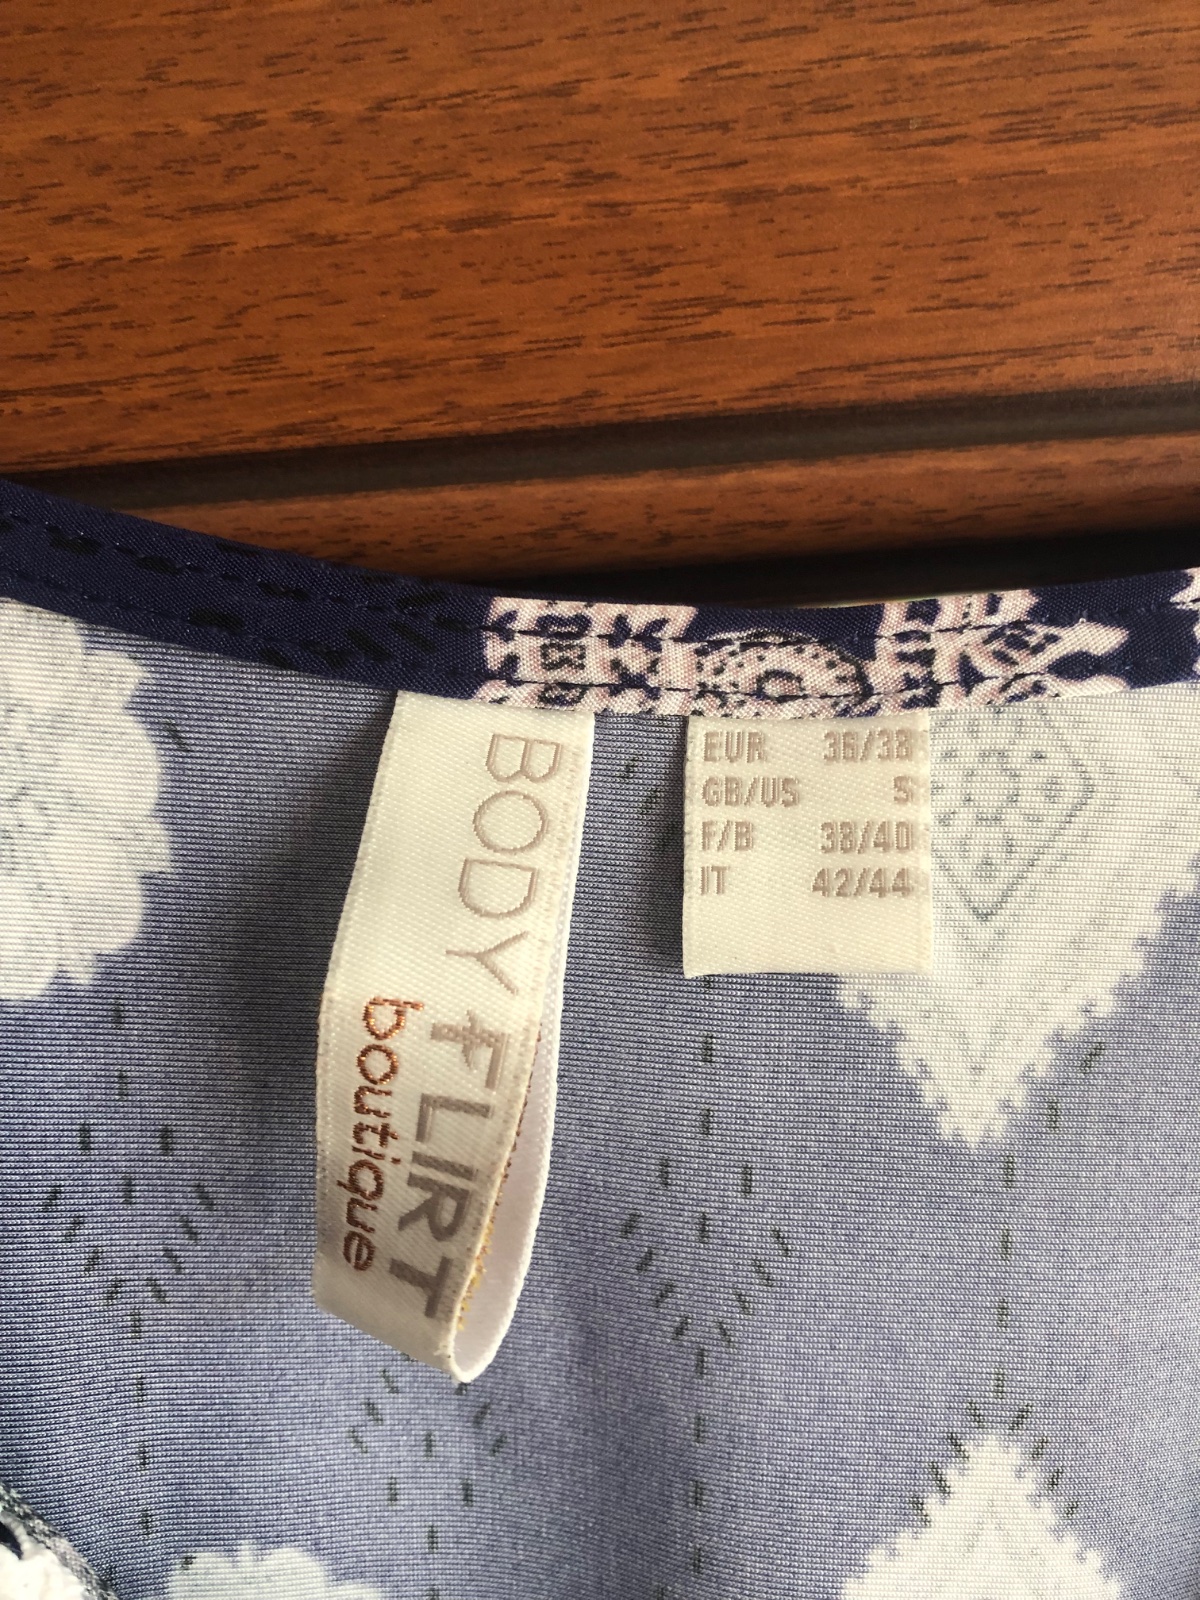 BODY FLIRT
boutique
EUR 36/38
GB/US S
F/B 38/40
IT 42/44